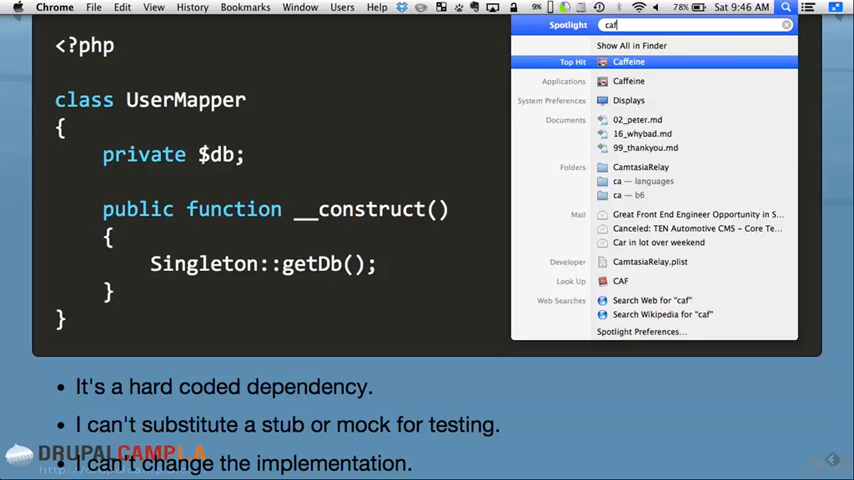 Chrome File Edit View History Bookmarks Window Users Help 9% 78% Sat 9:46 AM
Spotlight caf
Show All in Finder
Top Hit Caffeine
Applications Caffeine
System Preferences Displays
Documents 02_peter.md
16_whybad.md
99_thankyou.md
Folders CamtasiaRelay
ca — languages
ca — b6
Mail Great Front End Engineer Opportunity in S...
Canceled: TEN Automotive CMS - Core Te...
Car in lot over weekend
Developer CamtasiaRelay.plist
Look Up CAF
Web Searches Search Web for "caf"
Search Wikipedia for "caf"
Spotlight Preferences...
<?php
class UserMapper
{
private $db;
public function __construct()
{
Singleton::getDb();
}
}
• It's a hard coded dependency.
• I can't substitute a stub or mock for testing.
• I can't change the implementation.
DRUPALCAMPLA